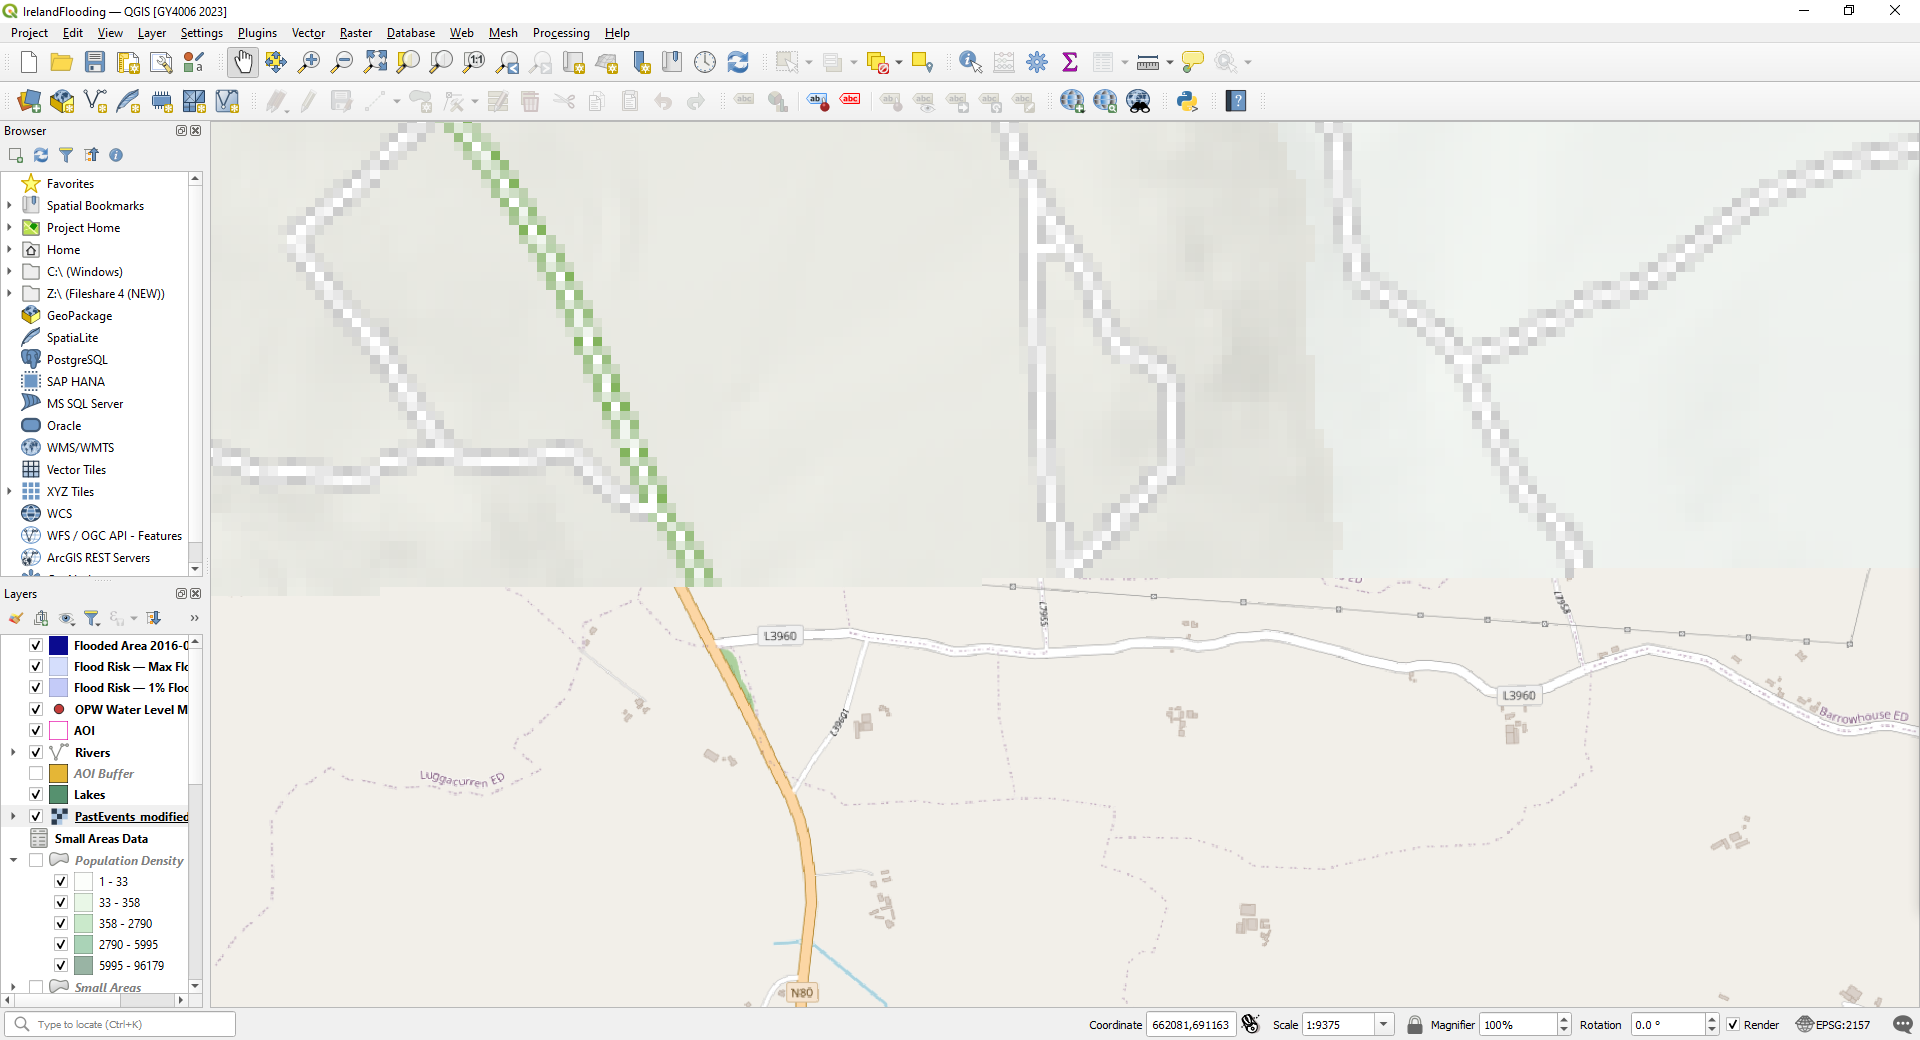 IrelandFlooding — QGIS [GY4006 2023]
Project Edit View Layer Settings Plugins Vector Raster Database Web Mesh Processing Help
Browser
Favorites
Spatial Bookmarks
Project Home
Home
C:\ (Windows)
Z:\ (Fileshare 4 (NEW))
GeoPackage
SpatiaLite
PostgreSQL
SAP HANA
MS SQL Server
Oracle
WMS/WMTS
Vector Tiles
XYZ Tiles
WCS
WFS / OGC API - Features
ArcGIS REST Servers
Layers
Flooded Area 2016-0
Flood Risk — Max Flo
Flood Risk — 1% Floo
OPW Water Level M
AOI
Rivers
AOI Buffer
Lakes
PastEvents modified
Small Areas Data
Population Density
1 - 33
33 - 358
358 - 2790
2790 - 5995
5995 - 96179
Small Areas
ED
L7955
L7958
L3960
L3960
L39601
Barrowhouse ED
Luggacurren ED
N80
Type to locate (Ctrl+K)
Coordinate 662081,691163 Scale 1:9375 Magnifier 100% Rotation 0.0 ° Render EPSG:2157